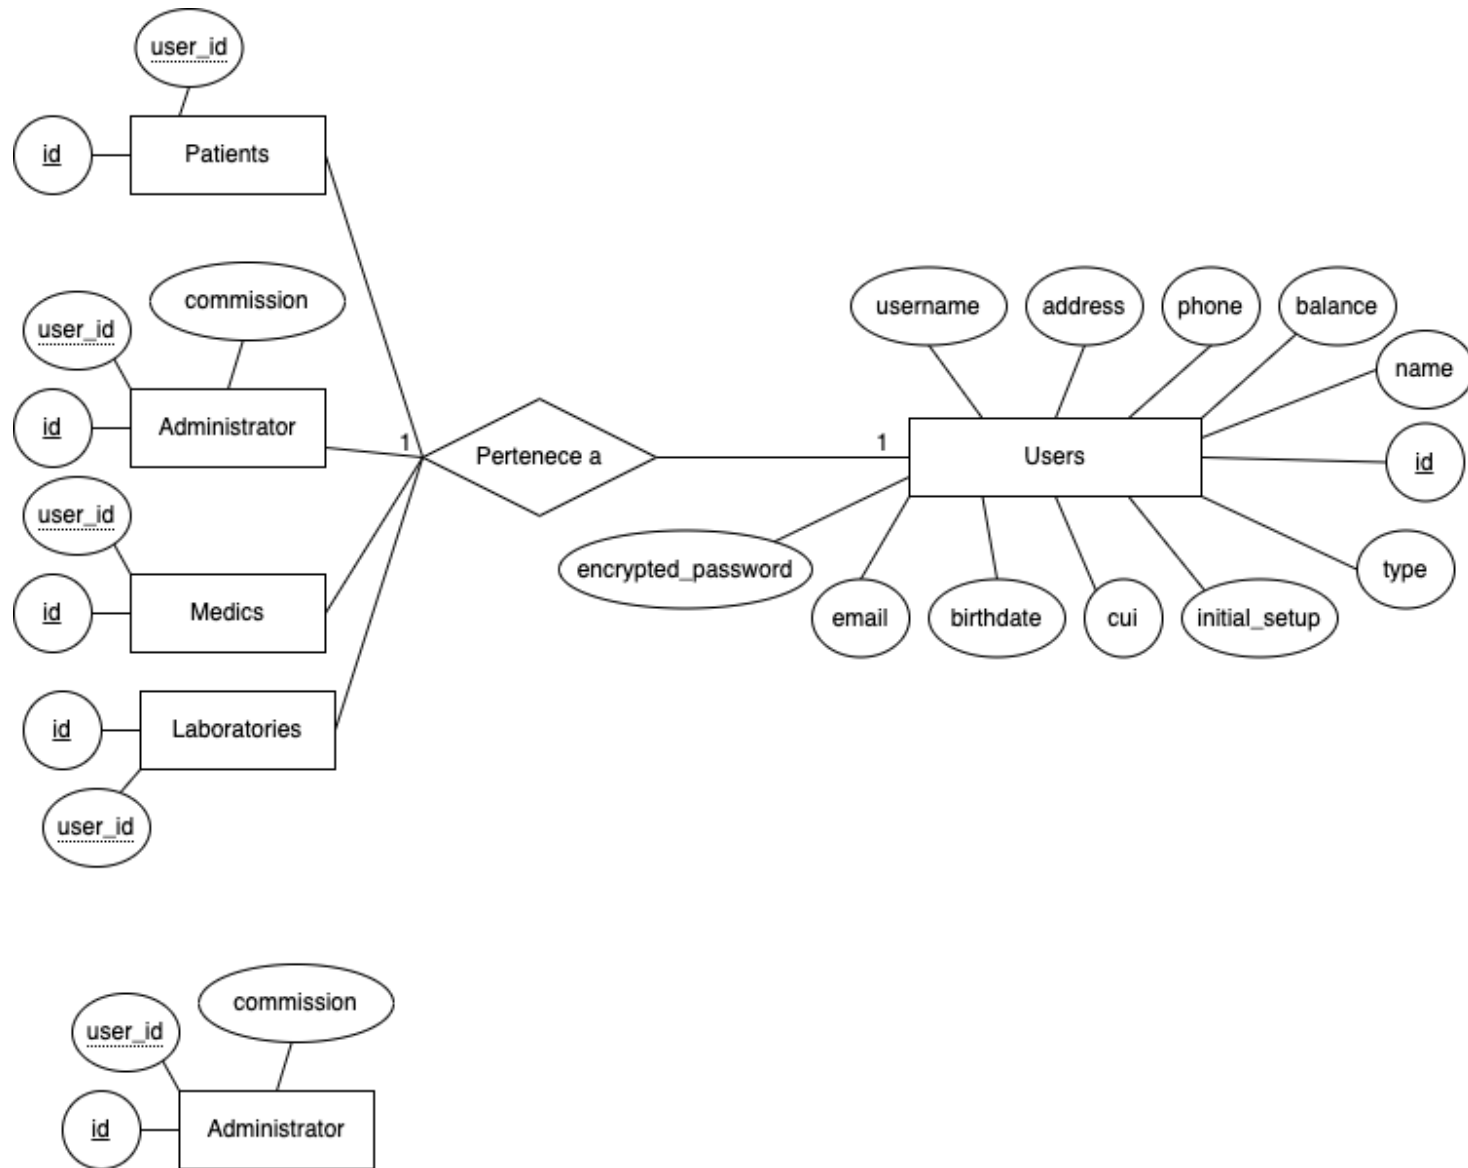 user_id
id
Patients
commission
user_id
id
Administrator
1
Pertenece a
1
Users
username
address
phone
balance
name
id
type
encrypted_password
email
birthdate
cui
initial_setup
user_id
id
Medics
id
Laboratories
user_id
commission
user_id
id
Administrator